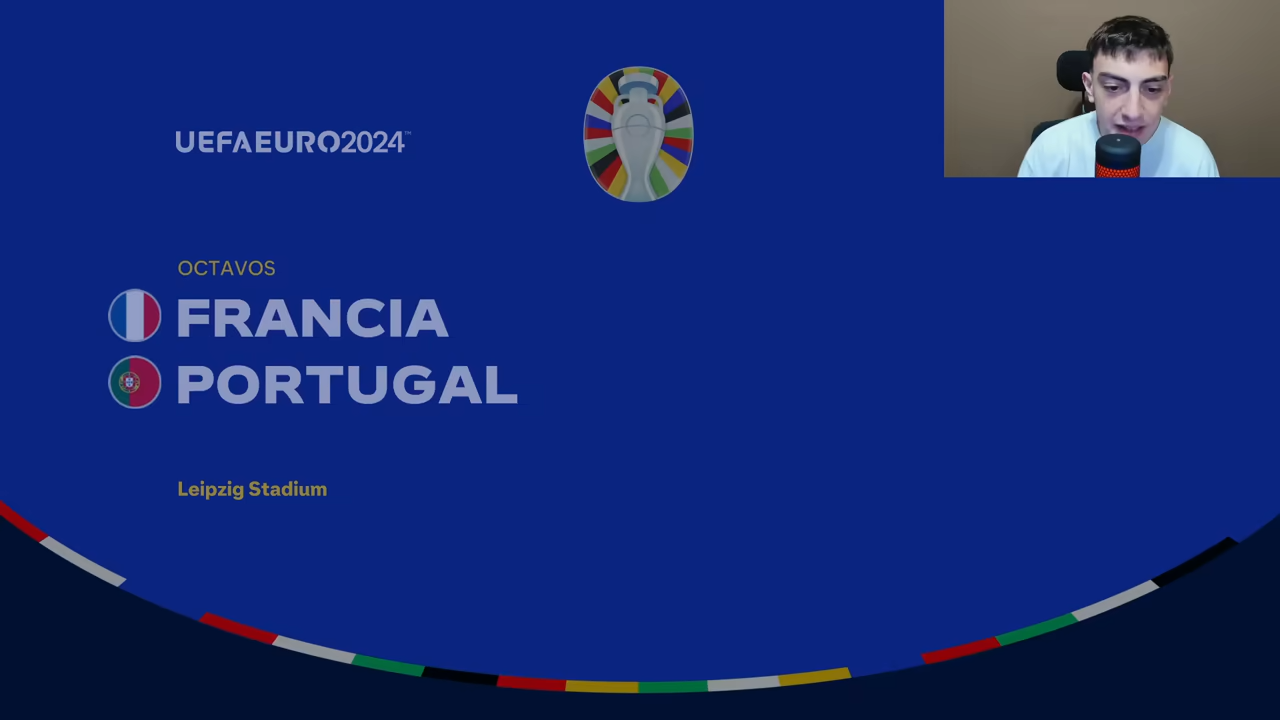 UEFAEURO2024™
OCTAVOS
FRANCIA
PORTUGAL
Leipzig Stadium